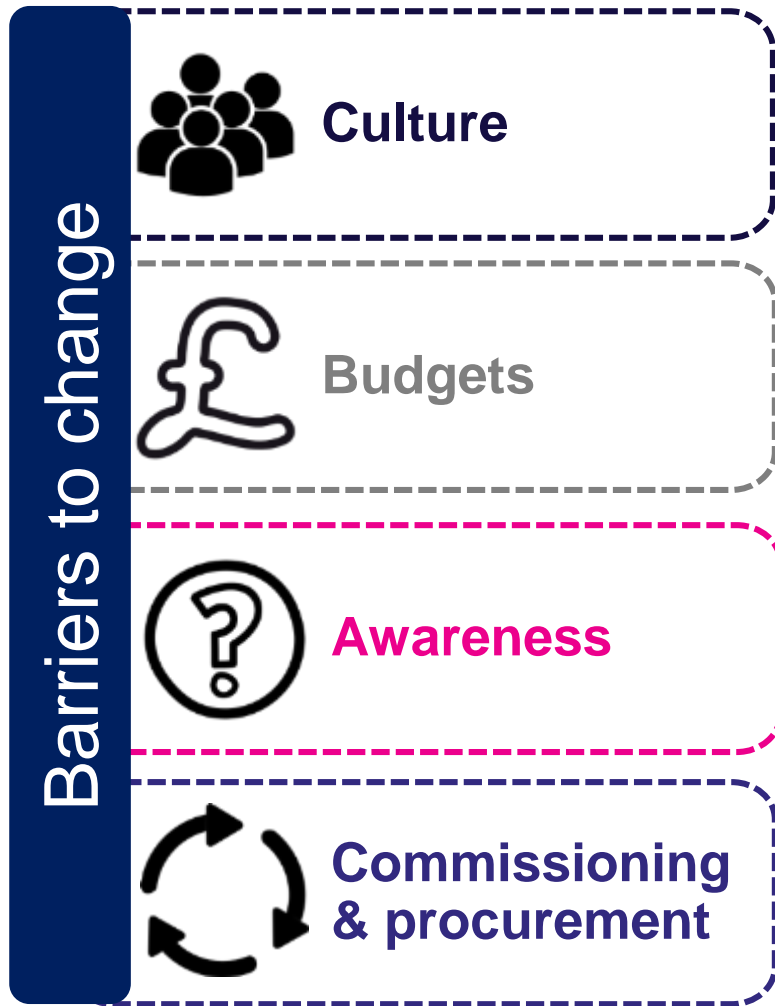 Barriers to change
Culture
£
Budgets
?
Awareness
Commissioning
& procurement